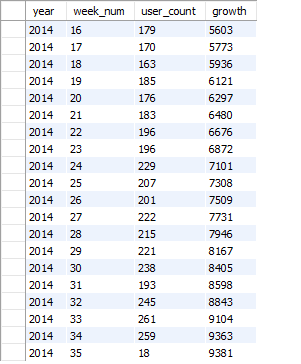 year week_num user_count growth
2014 16 179 5603
2014 17 170 5773
2014 18 163 5936
2014 19 185 6121
2014 20 176 6297
2014 21 183 6480
2014 22 196 6676
2014 23 196 6872
2014 24 229 7101
2014 25 207 7308
2014 26 201 7509
2014 27 222 7731
2014 28 215 7946
2014 29 221 8167
2014 30 238 8405
2014 31 193 8598
2014 32 245 8843
2014 33 261 9104
2014 34 259 9363
2014 35 18 9381